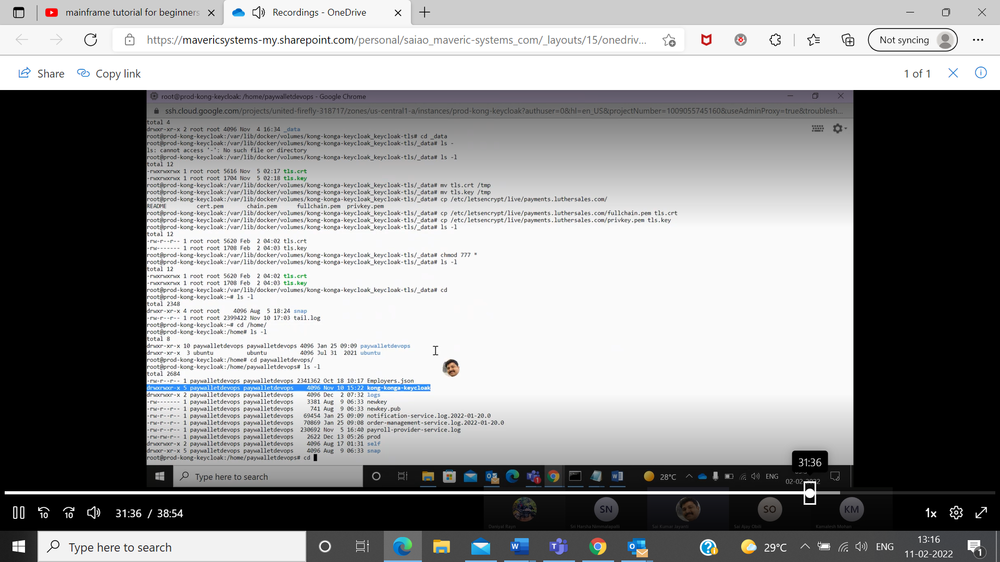 mainframe tutorial for beginners
Recordings - OneDrive
https://mavericsystems-my.sharepoint.com/personal/saiao_maveric-systems_com/_layouts/15/onedriv...
Not syncing
Share
Copy link
1 of 1
root@prod-kong-keycloak: /home/paywalletdevops - Google Chrome
ssh.cloud.google.com/projects/united-firefly-318717/zones/us-central1-a/instances/prod-kong-keycloak?authuser=0&hl=en_US&projectNumber=1009055745160&useAdminProxy=true&troublesh...
total 4
drwxr-xr-x 2 root root 4096 Nov  4 16:34 _data
root@prod-kong-keycloak:/var/lib/docker/volumes/kong-konga-keycloak_keycloak-tls# cd _data
root@prod-kong-keycloak:/var/lib/docker/volumes/kong-konga-keycloak_keycloak-tls/_data# ls -
ls: cannot access '-': No such file or directory
root@prod-kong-keycloak:/var/lib/docker/volumes/kong-konga-keycloak_keycloak-tls/_data# ls -l
total 12
-rwxrwxrwx 1 root root 5616 Nov  5 02:17 tls.crt
-rwxrwxrwx 1 root root 1704 Nov  5 02:18 tls.key
root@prod-kong-keycloak:/var/lib/docker/volumes/kong-konga-keycloak_keycloak-tls/_data# mv tls.crt /tmp
root@prod-kong-keycloak:/var/lib/docker/volumes/kong-konga-keycloak_keycloak-tls/_data# mv tls.key /tmp
root@prod-kong-keycloak:/var/lib/docker/volumes/kong-konga-keycloak_keycloak-tls/_data# cp /etc/letsencrypt/live/payments.luthersales.com/
README         cert.pem       chain.pem      fullchain.pem  privkey.pem
root@prod-kong-keycloak:/var/lib/docker/volumes/kong-konga-keycloak_keycloak-tls/_data# cp /etc/letsencrypt/live/payments.luthersales.com/fullchain.pem tls.crt
root@prod-kong-keycloak:/var/lib/docker/volumes/kong-konga-keycloak_keycloak-tls/_data# cp /etc/letsencrypt/live/payments.luthersales.com/privkey.pem tls.key
root@prod-kong-keycloak:/var/lib/docker/volumes/kong-konga-keycloak_keycloak-tls/_data# ls -l
total 12
-rw-r--r-- 1 root root 5620 Feb  2 04:02 tls.crt
-rw------- 1 root root 1708 Feb  2 04:03 tls.key
root@prod-kong-keycloak:/var/lib/docker/volumes/kong-konga-keycloak_keycloak-tls/_data# chmod 777 *
root@prod-kong-keycloak:/var/lib/docker/volumes/kong-konga-keycloak_keycloak-tls/_data# ls -l
total 12
-rwxrwxrwx 1 root root 5620 Feb  2 04:02 tls.crt
-rwxrwxrwx 1 root root 1708 Feb  2 04:03 tls.key
root@prod-kong-keycloak:/var/lib/docker/volumes/kong-konga-keycloak_keycloak-tls/_data# cd
root@prod-kong-keycloak:~# ls -l
total 2348
drwxr-xr-x 4 root root    4096 Aug  5 18:24 snap
-rw-r--r-- 1 root root 2399422 Nov 10 17:03 tail.log
root@prod-kong-keycloak:~# cd /home/
root@prod-kong-keycloak:/home# ls -l
total 8
drwxr-xr-x 10 paywalletdevops paywalletdevops 4096 Jan 25 09:09 paywalletdevops
drwxr-xr-x  3 ubuntu          ubuntu          4096 Jul 31  2021 ubuntu
root@prod-kong-keycloak:/home# cd paywalletdevops/
root@prod-kong-keycloak:/home/paywalletdevops# ls -l
total 2684
-rw-r--r-- 1 paywalletdevops paywalletdevops 2341362 Oct 18 10:17 Employers.json
drwxrwxr-x 5 paywalletdevops paywalletdevops    4096 Nov 10 15:22 kong-konga-keycloak
drwxrwxr-x 2 paywalletdevops paywalletdevops    4096 Dec  2 07:32 logs
-rw------- 1 paywalletdevops paywalletdevops    3381 Aug  9 06:33 newkey
-rw-r--r-- 1 paywalletdevops paywalletdevops     741 Aug  9 06:33 newkey.pub
-rw-r--r-- 1 paywalletdevops paywalletdevops   69454 Jan 25 09:09 notification-service.log.2022-01-20.0
-rw-r--r-- 1 paywalletdevops paywalletdevops   70869 Jan 25 09:08 order-management-service.log.2022-01-20.0
-rw-r--r-- 1 paywalletdevops paywalletdevops  230692 Nov  5 16:40 payroll-provider-service.log
-rw-rw-r-- 1 paywalletdevops paywalletdevops    2622 Dec 13 05:26 prod
drwxrwxr-x 2 paywalletdevops paywalletdevops    4096 Aug 17 01:31 self
drwxr-xr-x 5 paywalletdevops paywalletdevops    4096 Aug  9 06:33 snap
root@prod-kong-keycloak:/home/paywalletdevops# cd
31:36
Type here to search
28°C
ENG
02-02-2022
31:36 / 38:54
SN
SO
KM
Daniyal Rayn
Sri Harsha Nimmalapalli
Sai Kumar Jayanti
Sai Ajay Obili
Kamalesh Mohan
1x
Type here to search
29°C
ENG
13:16
11-02-2022
1